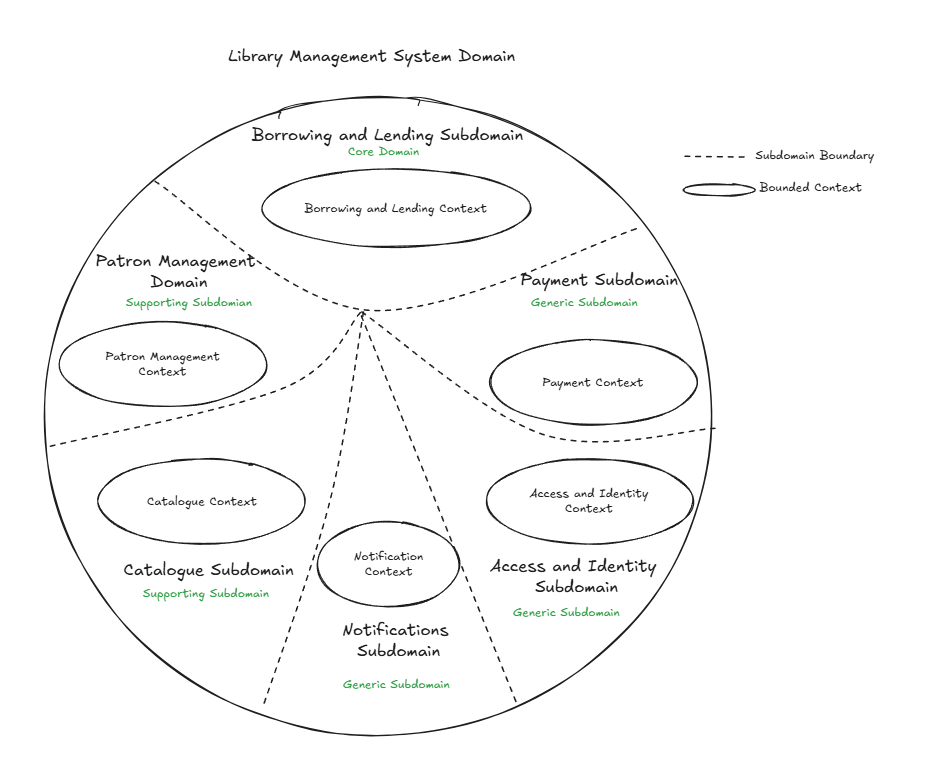 Library Management System Domain
Borrowing and Lending Subdomain
Core Domain
Borrowing and Lending Context
Subdomain Boundary
Bounded Context
Patron Management
Domain
Supporting Subdomian
Patron Management
Context
Payment Subdomain
Generic Subdomain
Payment Context
Catalogue Context
Catalogue Subdomain
Supporting Subdomain
Notification
Context
Notifications
Subdomain
Generic Subdomain
Access and Identity
Context
Access and Identity
Subdomain
Generic Subdomain